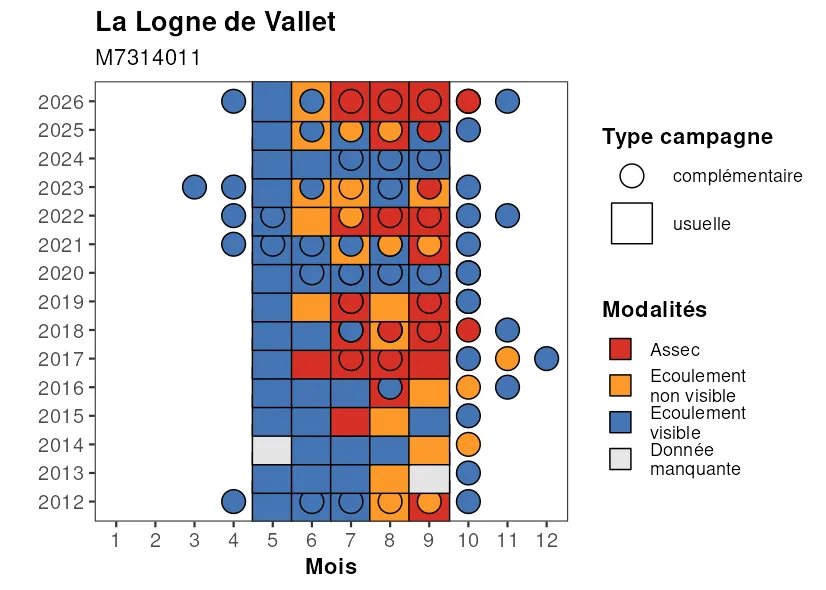 La Logne de Vallet
M7314011
2026
2025
2024
2023
2022
2021
2020
2019
2018
2017
2016
2015
2014
2013
2012
1 2 3 4 5 6 7 8 9 10 11 12
Mois
Type campagne
complémentaire
usuelle
Modalités
Assec
Ecoulement
non visible
Ecoulement
visible
Donnée
manquante